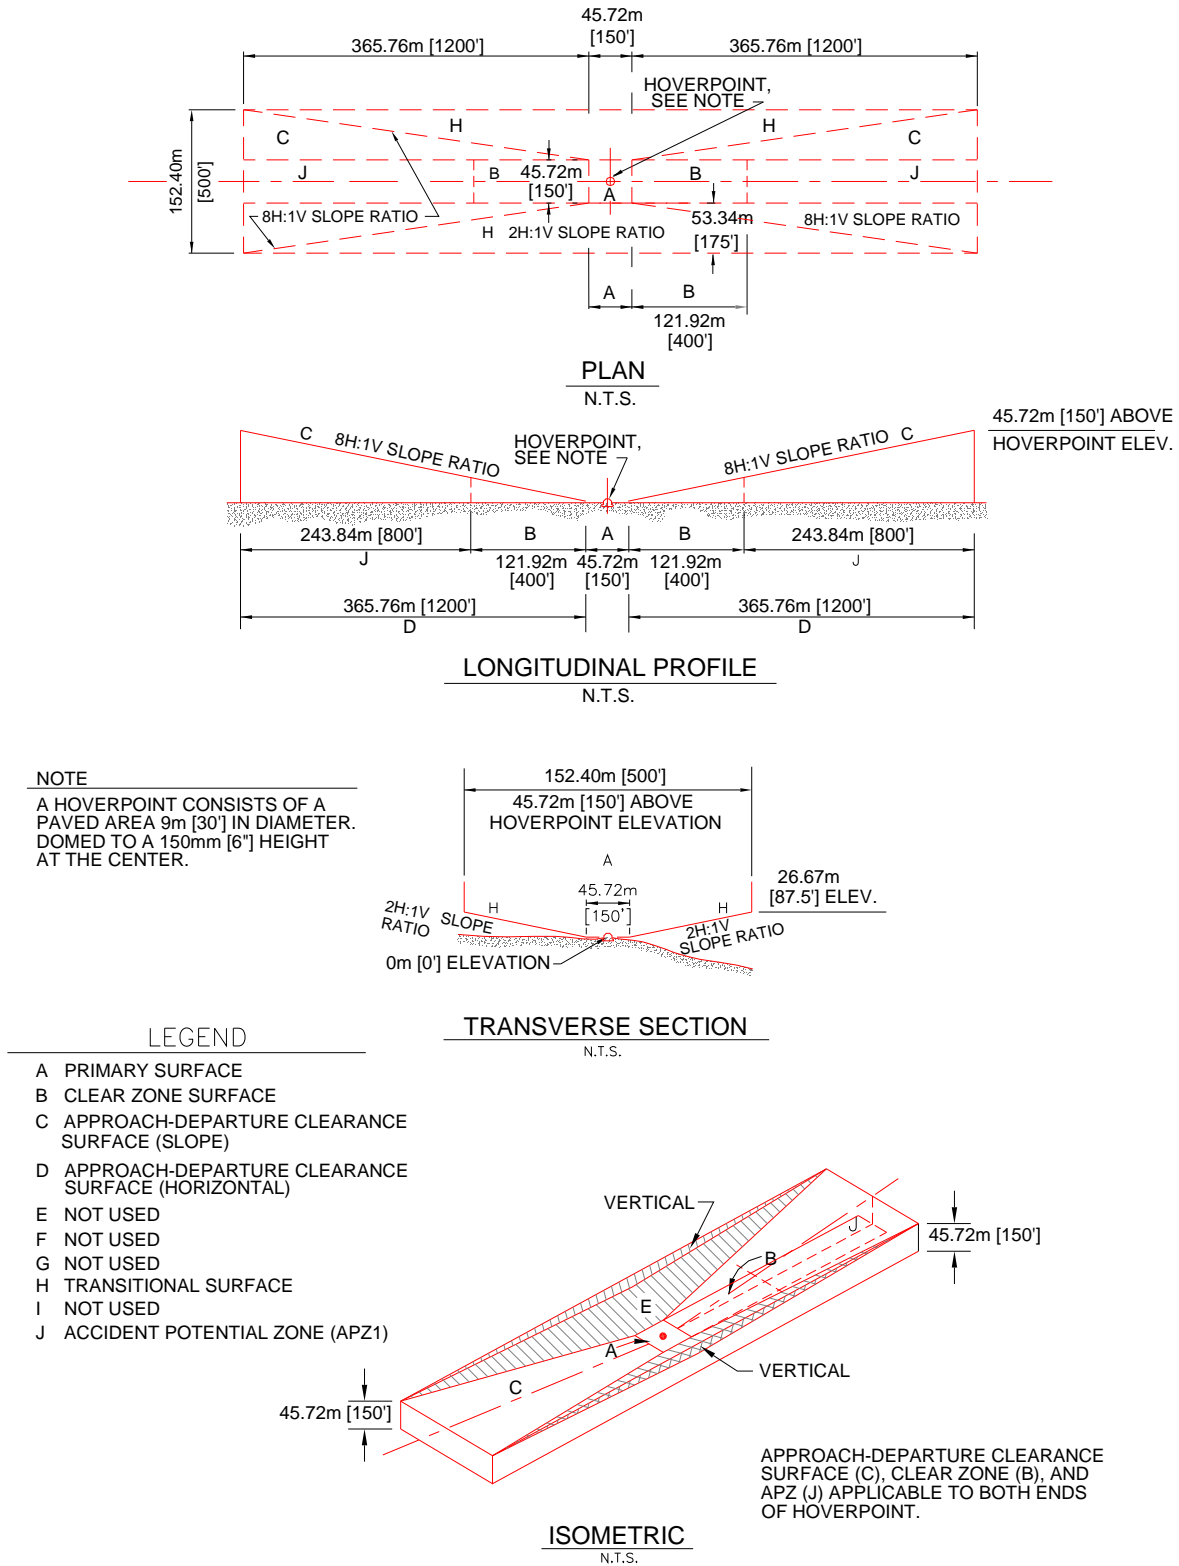 45.72m
[150']
365.76m [1200']
365.76m [1200']
HOVERPOINT,
SEE NOTE
H
H
C
C
152.40m
[500']
J
B
45.72m
[150']
B
J
A
8H:1V SLOPE RATIO
H
2H:1V SLOPE RATIO
53.34m
[175']
8H:1V SLOPE RATIO
A
B
121.92m
[400']
PLAN
N.T.S.
45.72m [150'] ABOVE
HOVERPOINT ELEV.
C
8H:1V SLOPE RATIO
HOVERPOINT,
SEE NOTE
8H:1V SLOPE RATIO
C
243.84m [800']
B
A
B
243.84m [800']
J
121.92m
[400']
45.72m
[150']
121.92m
[400']
J
365.76m [1200']
365.76m [1200']
D
D
LONGITUDINAL PROFILE
N.T.S.
NOTE
A HOVERPOINT CONSISTS OF A
PAVED AREA 9m [30'] IN DIAMETER.
DOMED TO A 150mm [6"] HEIGHT
AT THE CENTER.
152.40m [500']
45.72m [150'] ABOVE
HOVERPOINT ELEVATION
A
45.72m
[150']
26.67m
[87.5'] ELEV.
2H:1V SLOPE
RATIO
H
H
2H:1V
SLOPE RATIO
0m [0'] ELEVATION
TRANSVERSE SECTION
N.T.S.
LEGEND
A PRIMARY SURFACE
B CLEAR ZONE SURFACE
C APPROACH-DEPARTURE CLEARANCE
SURFACE (SLOPE)
D APPROACH-DEPARTURE CLEARANCE
SURFACE (HORIZONTAL)
E NOT USED
F NOT USED
G NOT USED
H TRANSITIONAL SURFACE
I NOT USED
J ACCIDENT POTENTIAL ZONE (APZ1)
VERTICAL
J
45.72m [150']
B
E
A
C
VERTICAL
45.72m [150']
APPROACH-DEPARTURE CLEARANCE
SURFACE (C), CLEAR ZONE (B), AND
APZ (J) APPLICABLE TO BOTH ENDS
OF HOVERPOINT.
ISOMETRIC
N.T.S.